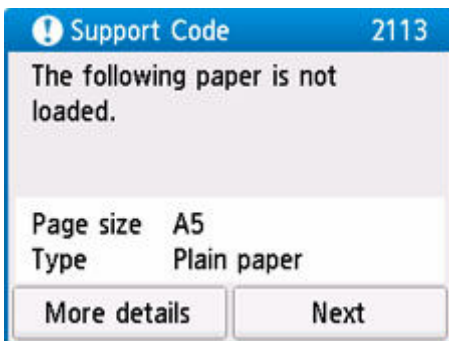 Support Code 2113
The following paper is not
loaded.
Page size A5
Type Plain paper
More details Next